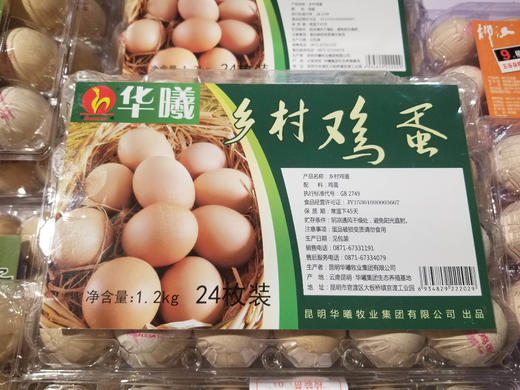 24枚装
华曦
乡村鸡蛋
产品名称：乡村鸡蛋
配 料：鸡蛋
执行标准代号：GB 2749
食品经营许可证：JY15301090003667
保 质 期：常温下45天
贮存条件：阴凉通风干燥处，避免阳光直射。
注意事项：蛋品破损变质请勿食用
生产日期：见包装
销售电话：0871-67331191
售后服务电话：0871-67334079
生产者：昆明华曦牧业集团有限公司
产地：云南昆明·华曦集团生态养殖基地
地址：昆明市官渡区大板桥镇官渡工业园
6934829222029
净含量:1.2kg 24枚装
昆明华曦牧业集团有限公司 出品